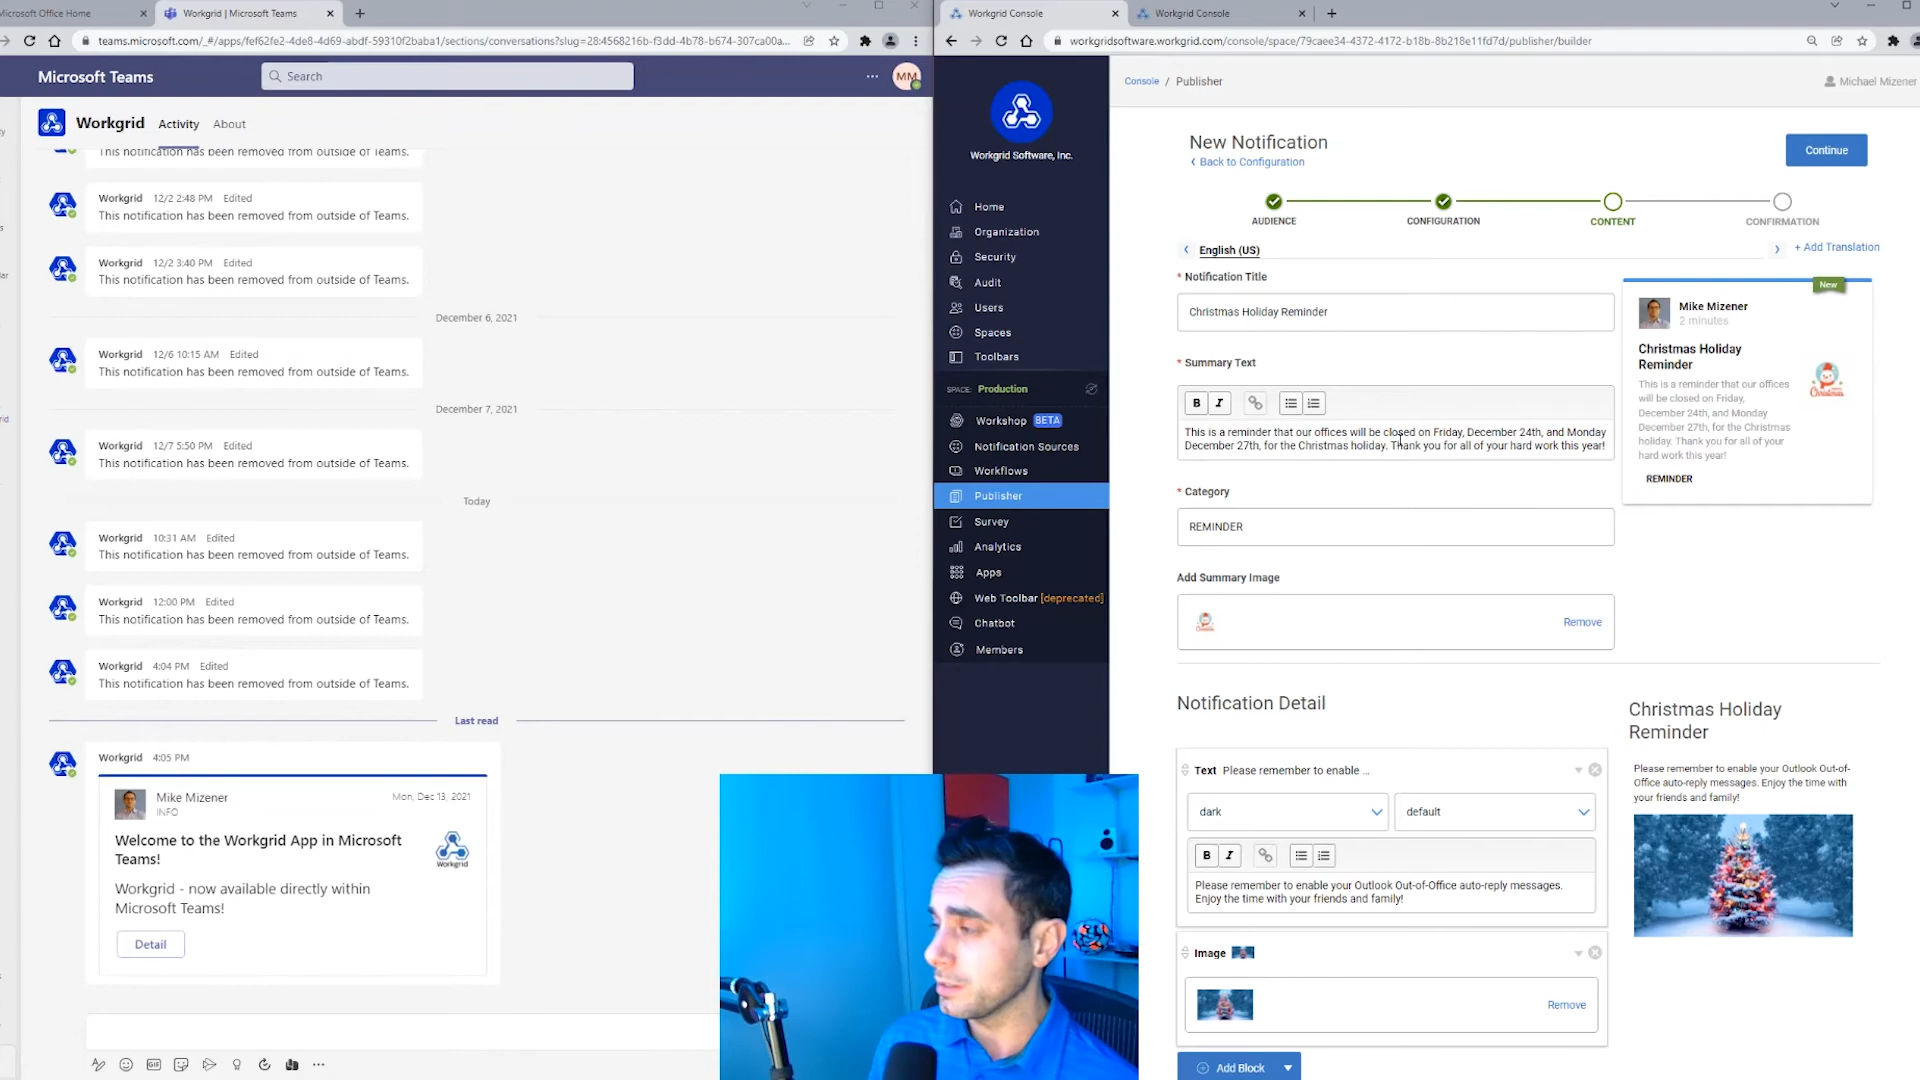 Microsoft Office Home
Workgrid | Microsoft Teams
teams.microsoft.com/_#/apps/fef62fe2-4de8-4d69-abdf-59310f2baba1/sections/conversations?slug=28:4568216b-f3dd-4b78-b674-307ca00a...
Microsoft Teams
Search
MM
Workgrid
Activity
About
This notification has been removed from outside of Teams.
Workgrid 12/2 2:48 PM Edited
This notification has been removed from outside of Teams.
Workgrid 12/2 3:40 PM Edited
This notification has been removed from outside of Teams.
December 6, 2021
Workgrid 12/6 10:15 AM Edited
This notification has been removed from outside of Teams.
December 7, 2021
Workgrid 12/7 5:50 PM Edited
This notification has been removed from outside of Teams.
Today
Workgrid 10:31 AM Edited
This notification has been removed from outside of Teams.
Workgrid 12:00 PM Edited
This notification has been removed from outside of Teams.
Workgrid 4:04 PM Edited
This notification has been removed from outside of Teams.
Last read
Workgrid 4:05 PM
Mike Mizener
Mon, Dec 13, 2021
INFO
Welcome to the Workgrid App in Microsoft
Teams!
Workgrid
Workgrid - now available directly within
Microsoft Teams!
Detail
GIF
Workgrid Console
Workgrid Console
workgridsoftware.workgrid.com/console/space/79caee34-4372-4172-b18b-8b218e11fd7d/publisher/builder
Workgrid Software, Inc.
Home
Organization
Security
Audit
Users
Spaces
Toolbars
SPACE: Production
Workshop BETA
Notification Sources
Workflows
Publisher
Survey
Analytics
Apps
Web Toolbar [deprecated]
Chatbot
Members
Console / Publisher
Michael Mizener
New Notification
Back to Configuration
Continue
AUDIENCE
CONFIGURATION
CONTENT
CONFIRMATION
English (US)
+ Add Translation
* Notification Title
Christmas Holiday Reminder
* Summary Text
B I
This is a reminder that our offices will be closed on Friday, December 24th, and Monday
December 27th, for the Christmas holiday. Thank you for all of your hard work this year!
* Category
REMINDER
Add Summary Image
Remove
New
Mike Mizener
2 minutes
Christmas Holiday
Reminder
This is a reminder that our offices
will be closed on Friday,
December 24th, and Monday
December 27th, for the Christmas
holiday. Thank you for all of your
hard work this year!
REMINDER
Notification Detail
Text Please remember to enable ...
dark
default
B I
Please remember to enable your Outlook Out-of-Office auto-reply messages.
Enjoy the time with your friends and family!
Image
Remove
Add Block
Christmas Holiday
Reminder
Please remember to enable your Outlook Out-of-
Office auto-reply messages. Enjoy the time with
your friends and family!